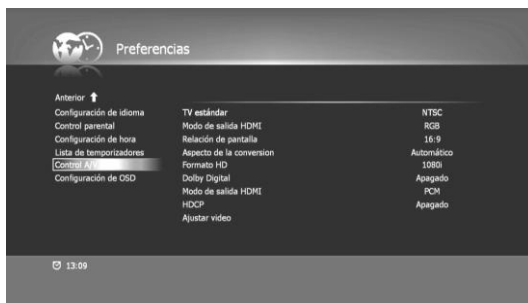 Preferencias
Anterior
Configuración de idioma
Control parental
Configuración de hora
Lista de temporizadores
Control A/V
Configuración de OSD
TV estándar NTSC
Modo de salida HDMI RGB
Relación de pantalla 16:9
Aspecto de la conversion Automático
Formato HD 1080i
Dolby Digital Apagado
Modo de salida HDMI PCM
HDCP Apagado
Ajustar video
13:09